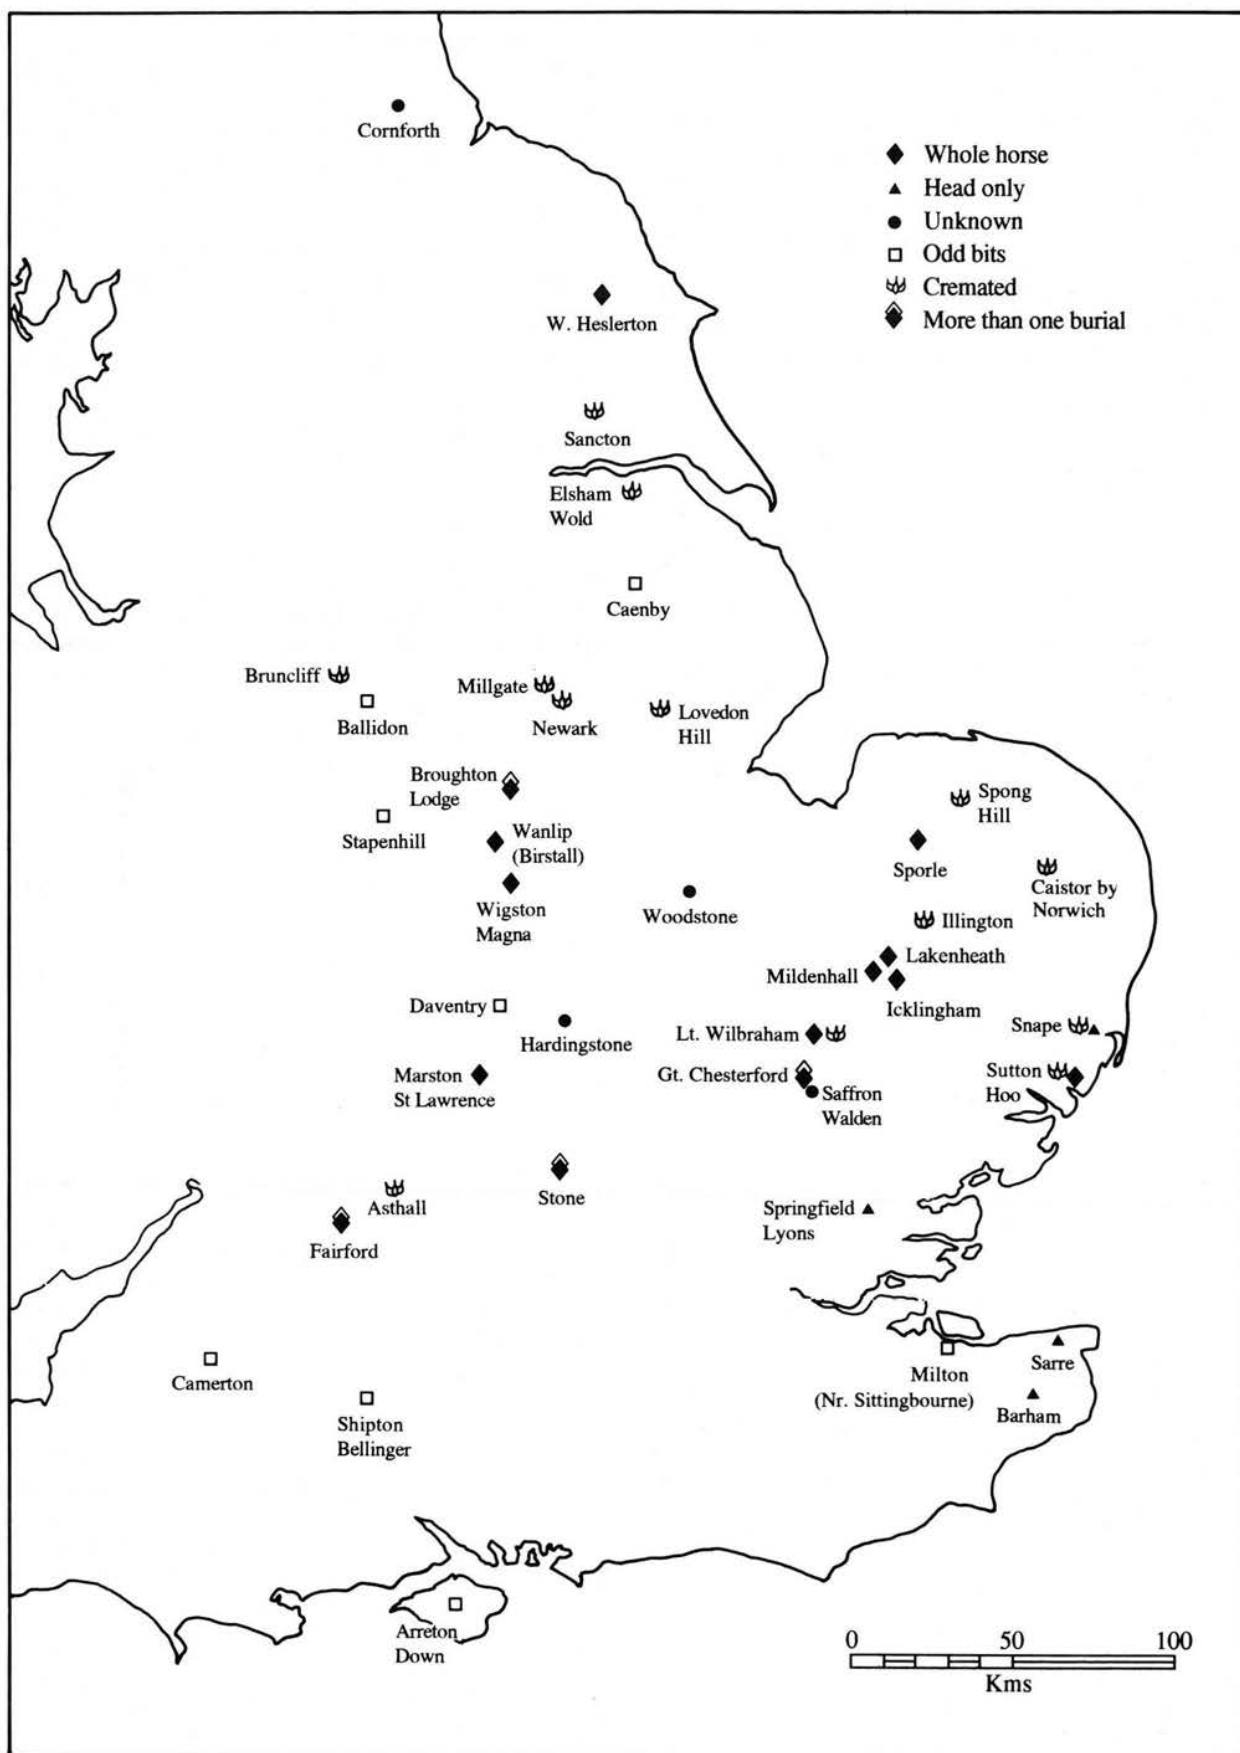 Cornforth
Whole horse
Head only
Unknown
Odd bits
Cremated
More than one burial
W. Heslerton
Sancton
Elsham
Wold
Caenby
Bruncliff
Ballidon
Millgate
Newark
Lovedon
Hill
Broughton
Lodge
Stapenhill
Wanlip
(Birstall)
Wigston
Magna
Woodstone
Spong
Hill
Sporle
Caistor by
Norwich
Illington
Lakenheath
Mildenhall
Icklingham
Daventry
Hardingstone
Snape
Lt. Wilbraham
Marston
St Lawrence
Gt. Chesterford
Saffron
Walden
Sutton
Hoo
Stone
Asthall
Fairford
Springfield
Lyons
Camerton
Shipton
Bellinger
Milton
(Nr. Sittingbourne)
Sarre
Barham
Arreton
Down
0 50 100
Kms